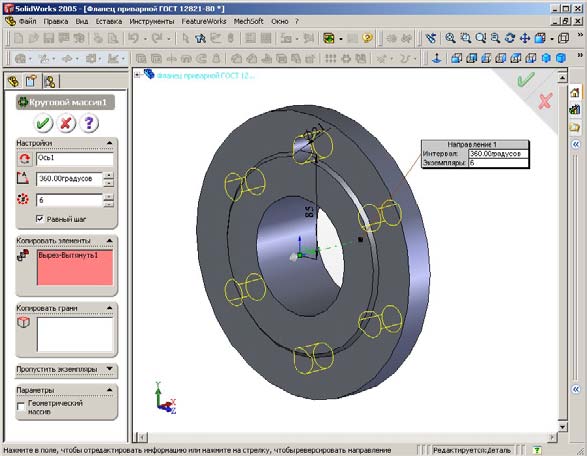 SolidWorks 2005 - [Фланец приварной ГОСТ 12821-80 *]
Файл Правка Вид Вставка Инструменты FeatureWorks MechSoft Окно ?
Фланец приварной ГОСТ 12...
Круговой массив1
Настройки
Ось1
360.00градусов
6
Равный шаг
Копировать элементы
Вырез-Вытянуть1
Копировать грани
Пропустить экземпляры
Параметры
Геометрический
массив
Направление 1
Интервал: 360.00градусов
Экземпляры: 6
85
Y
X
Z
Нажмите в поле, чтобы отредактировать информацию или нажмите на стрелку, чтобыреверсировать направление
Редактируется:Деталь